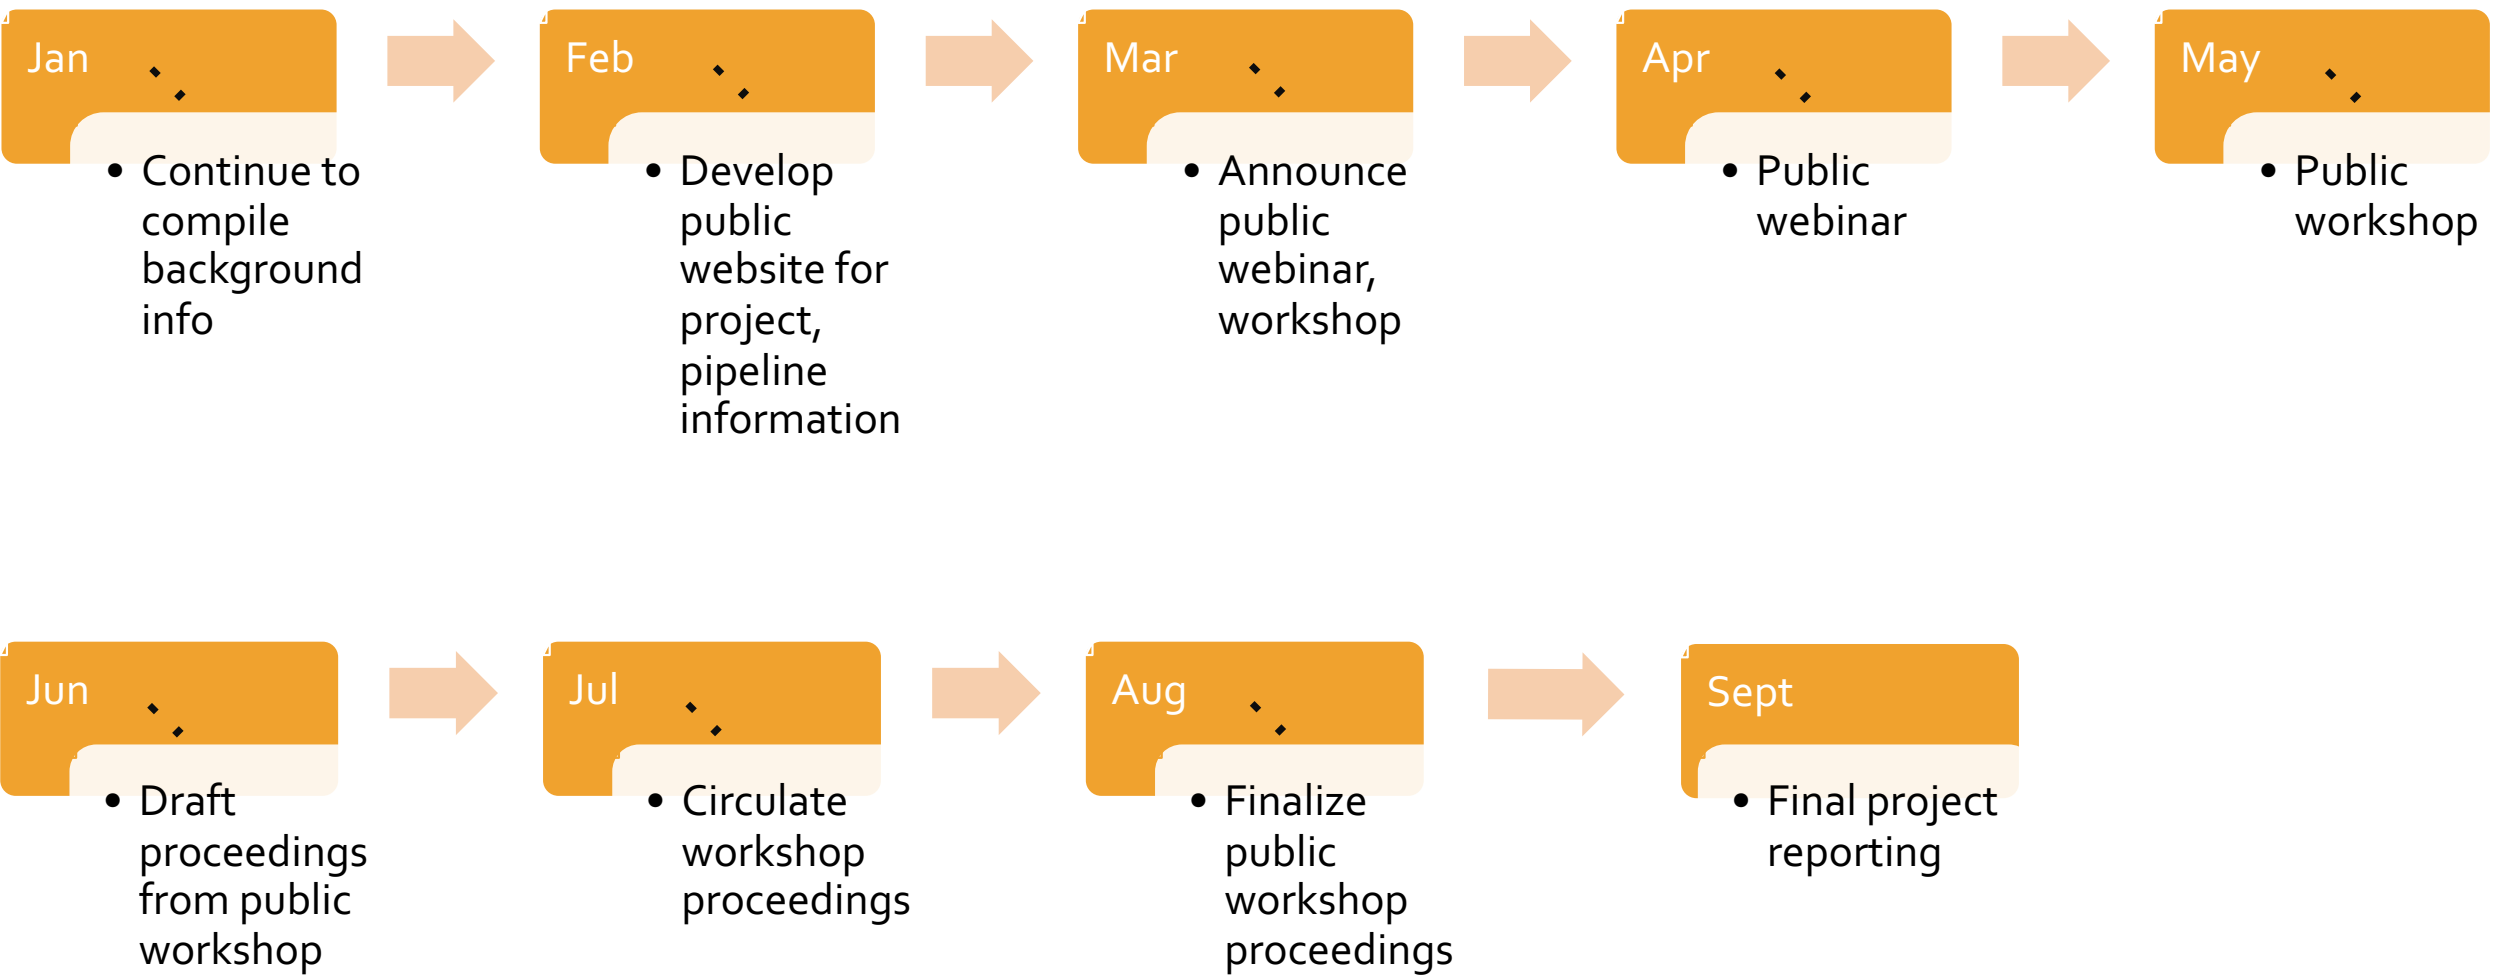 Jan
• Continue to
compile
background
info
Feb
• Develop
public
website for
project,
pipeline
information
Mar
• Announce
public
webinar,
workshop
Apr
• Public
webinar
May
• Public
workshop
Jun
• Draft
proceedings
from public
workshop
Jul
• Circulate
workshop
proceedings
Aug
• Finalize
public
workshop
proceedings
Sept
• Final project
reporting